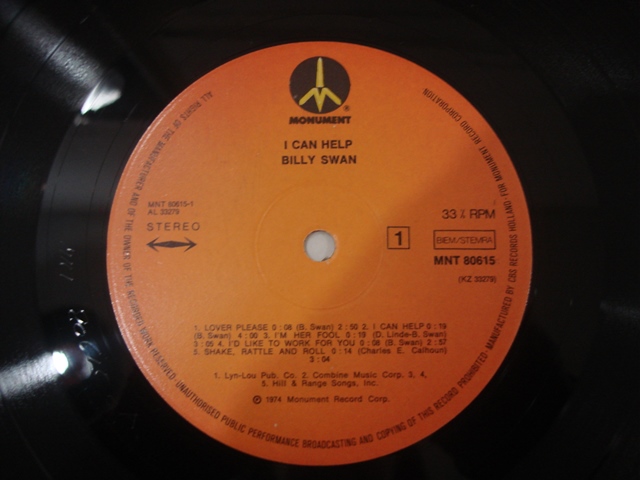 MONUMENT
I CAN HELP
BILLY SWAN
MNT 80615-1
AL 33279
STEREO
33⅓ RPM
1
BIEM/STEMRA
MNT 80615
(KZ 33279)
1. LOVER PLEASE 0:08 (B. Swan) 2:50 2. I CAN HELP 0:19
(B. Swan) 4:00 3. I'M HER FOOL 0:19 (D. Linde-B. Swan)
3:05 4. I'D LIKE TO WORK FOR YOU 0:08 (B. Swan) 2:57
5. SHAKE, RATTLE AND ROLL 0:14 (Charles E. Calhoun)
3:04
1. Lyn-Lou Pub. Co. 2. Combine Music Corp. 3, 4,
5. Hill & Range Songs, Inc.
℗ 1974 Monument Record Corp.
ALL RIGHTS OF THE MANUFACTURER AND OF THE OWNER OF THE RECORDED WORK RESERVED UNAUTHORISED PUBLIC PERFORMANCE BROADCASTING AND COPYING OF THIS RECORD PROHIBITED MANUFACTURED BY CBS RECORDS HOLLAND/FOR MONUMENT RECORD CORPORATION